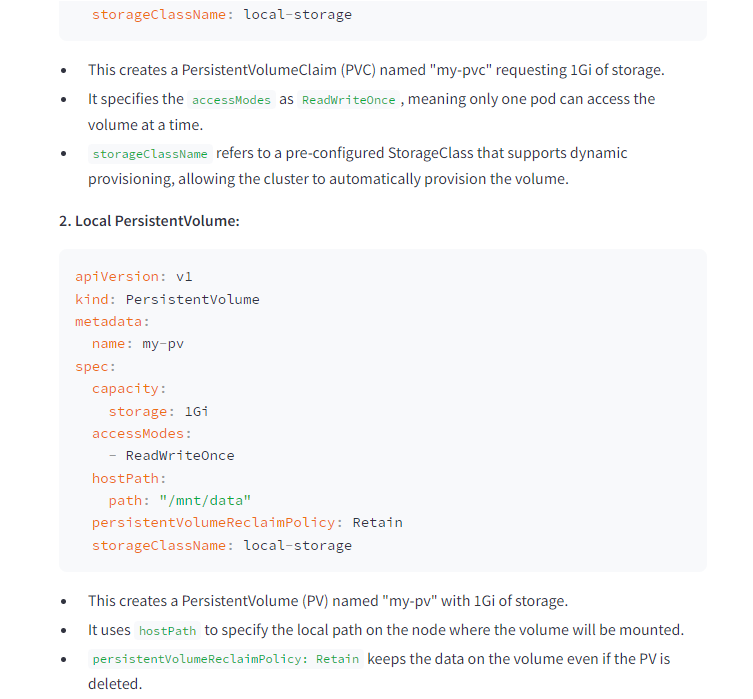 storageClassName: local-storage
• This creates a PersistentVolumeClaim (PVC) named "my-pvc" requesting 1Gi of storage.
• It specifies the accessModes as ReadWriteOnce , meaning only one pod can access the
volume at a time.
• storageClassName refers to a pre-configured StorageClass that supports dynamic
provisioning, allowing the cluster to automatically provision the volume.
2. Local PersistentVolume:
apiVersion: v1
kind: PersistentVolume
metadata:
  name: my-pv
spec:
  capacity:
    storage: 1Gi
  accessModes:
    - ReadWriteOnce
  hostPath:
    path: "/mnt/data"
  persistentVolumeReclaimPolicy: Retain
  storageClassName: local-storage
• This creates a PersistentVolume (PV) named "my-pv" with 1Gi of storage.
• It uses hostPath to specify the local path on the node where the volume will be mounted.
• persistentVolumeReclaimPolicy: Retain keeps the data on the volume even if the PV is
deleted.